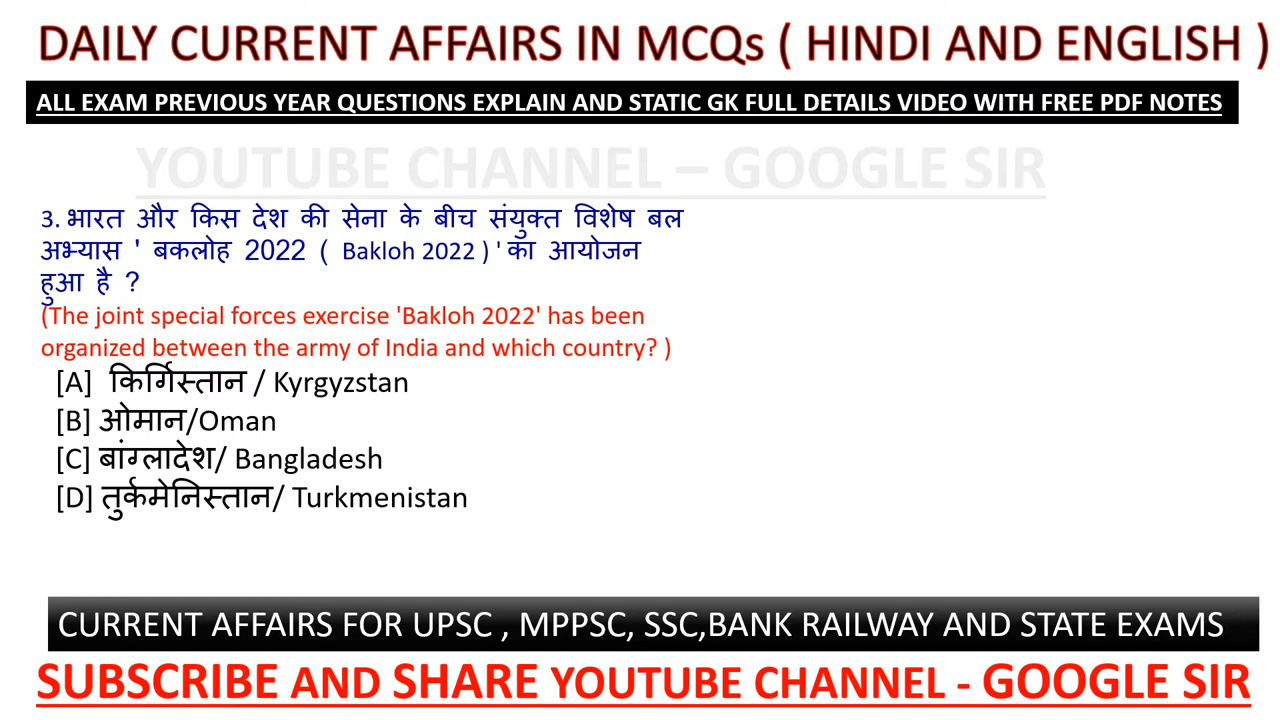 DAILY CURRENT AFFAIRS IN MCQs ( HINDI AND ENGLISH )
ALL EXAM PREVIOUS YEAR QUESTIONS EXPLAIN AND STATIC GK FULL DETAILS VIDEO WITH FREE PDF NOTES
YOUTUBE CHANNEL – GOOGLE SIR
3. भारत और किस देश की सेना के बीच संयुक्त विशेष बल
अभ्यास ' बकलोह 2022 ( Bakloh 2022 ) ' का आयोजन
हुआ है ?
(The joint special forces exercise 'Bakloh 2022' has been
organized between the army of India and which country? )
[A] किर्गिस्तान / Kyrgyzstan
[B] ओमान/Oman
[C] बांग्लादेश/ Bangladesh
[D] तुर्कमेनिस्तान/ Turkmenistan
CURRENT AFFAIRS FOR UPSC , MPPSC, SSC,BANK RAILWAY AND STATE EXAMS
SUBSCRIBE AND SHARE YOUTUBE CHANNEL - GOOGLE SIR